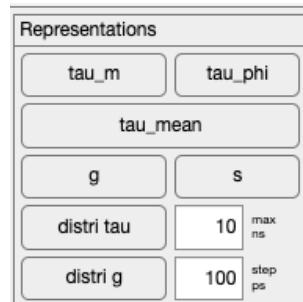 Representations
tau_m tau_phi
tau_mean
g s
distri tau 10 max ns
distri g 100 step ps